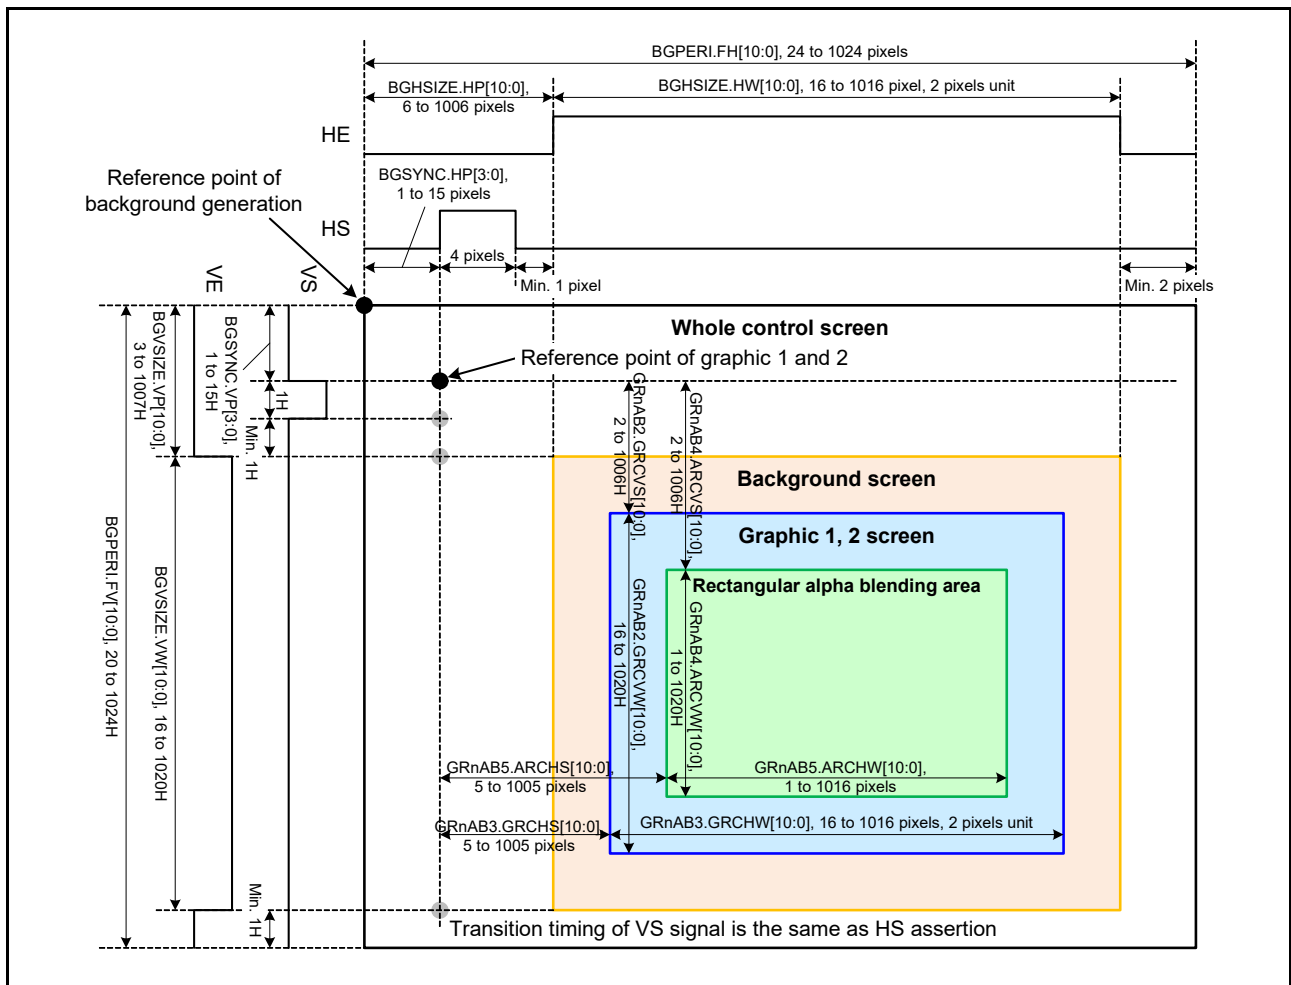 BGPERI.FH[10:0], 24 to 1024 pixels
BGHSIZE.HP[10:0],
6 to 1006 pixels
BGHSIZE.HW[10:0], 16 to 1016 pixel, 2 pixels unit
HE
Reference point of
background generation
BGSYNC.HP[3:0],
1 to 15 pixels
HS
4 pixels
Min. 1 pixel
Min. 2 pixels
VE
VS
Whole control screen
Reference point of graphic 1 and 2
BGVSIZE.VP[10:0],
3 to 1007H
BGSYNC.VP[3:0],
1 to 15H
1H
Min. 1H
GRnAB2.GRCVS[10:0],
2 to 1006H
GRnAB4.ARCVS[10:0],
2 to 1006H
Background screen
Graphic 1, 2 screen
Rectangular alpha blending area
BGPERI.FV[10:0], 20 to 1024H
BGVSIZE.VW[10:0], 16 to 1020H
GRnAB2.GRCVW[10:0],
16 to 1020H
GRnAB4.ARCVW[10:0],
1 to 1020H
GRnAB5.ARCHS[10:0],
5 to 1005 pixels
GRnAB5.ARCHW[10:0],
1 to 1016 pixels
GRnAB3.GRCHS[10:0],
5 to 1005 pixels
GRnAB3.GRCHW[10:0], 16 to 1016 pixels, 2 pixels unit
Min. 1H
Transition timing of VS signal is the same as HS assertion